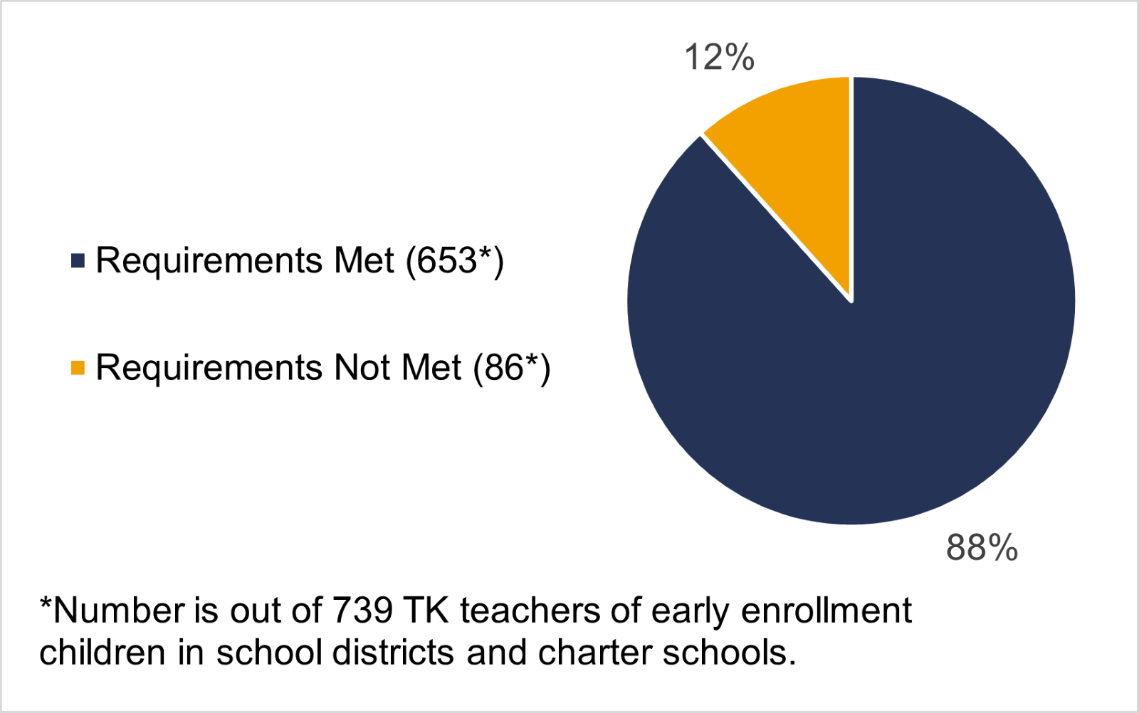 12%
Requirements Met (653*)
Requirements Not Met (86*)
88%
*Number is out of 739 TK teachers of early enrollment
children in school districts and charter schools.